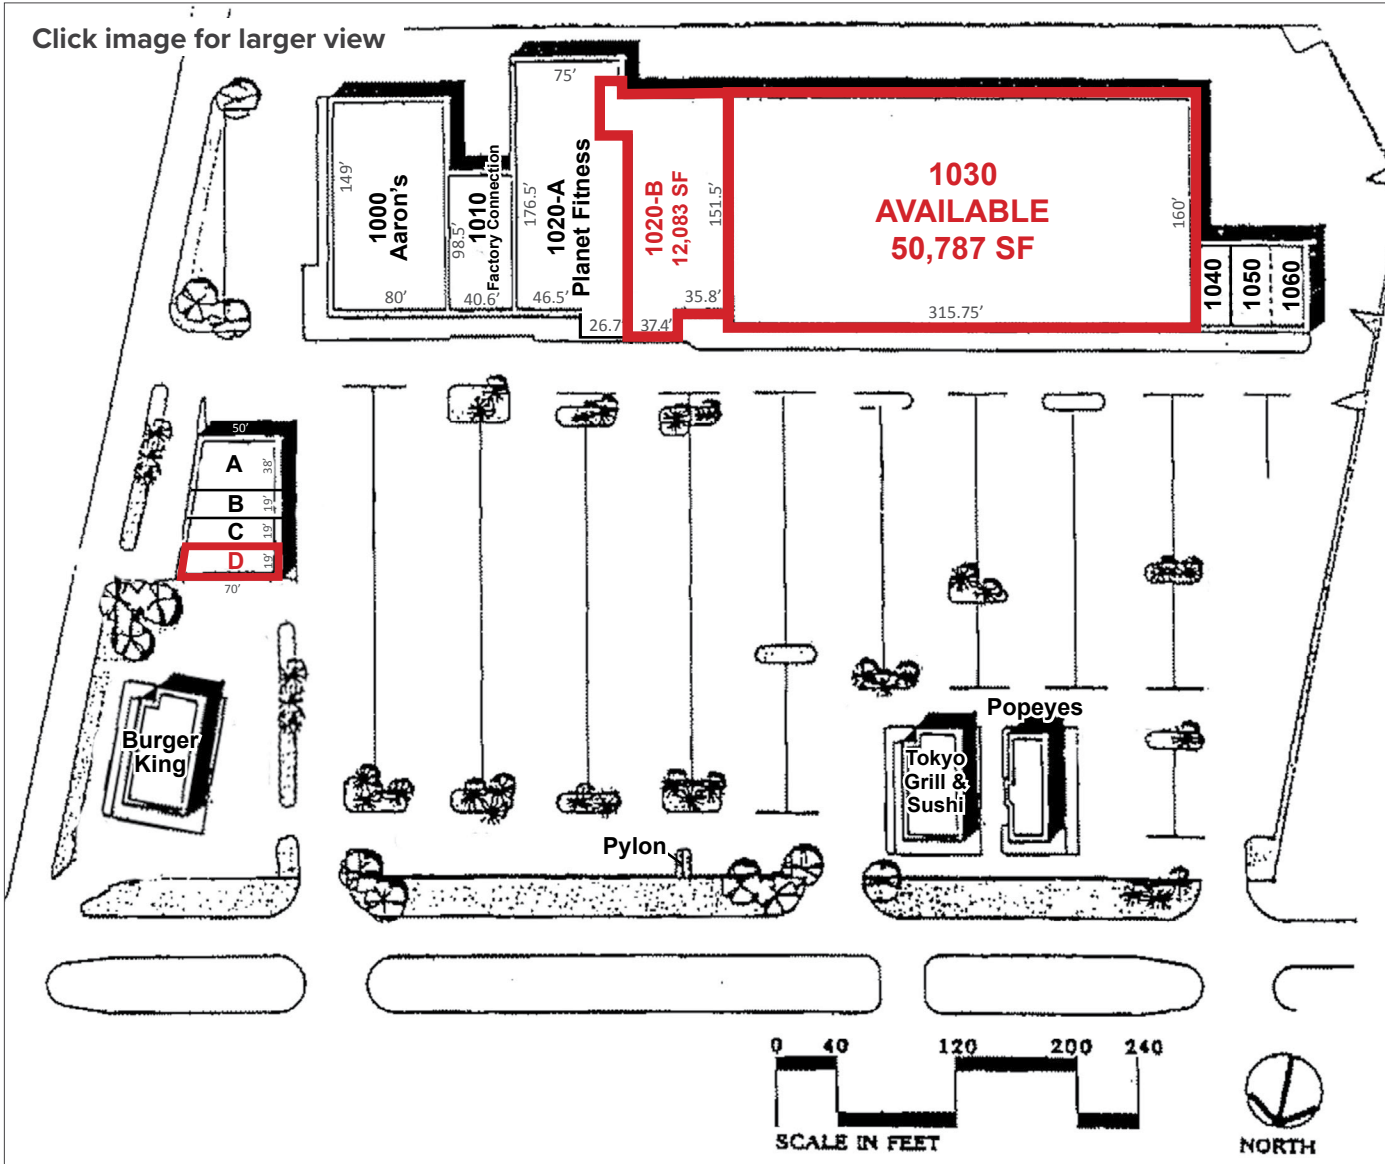 Click image for larger view
75'
149'
1000
Aaron's
80'
98.5'
1010
Factory Connection
40.6'
176.5'
1020-A
Planet Fitness
46.5'
26.7'
1020-B
12,083 SF
151.5'
35.8'
37.4'
1030
AVAILABLE
50,787 SF
160'
315.75'
1040
1050
1060
50'
A
38'
B
19'
C
19'
D
19'
70'
Burger
King
Popeyes
Tokyo
Grill &
Sushi
Pylon
0 40 120 200 240
SCALE IN FEET
NORTH